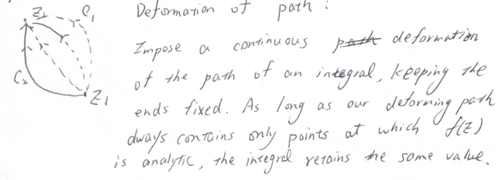 Deformation of path:
Z₂ C₁
Impose a continuous path deformation
of the path of an integral, keeping the
C₂
ends fixed. As long as our deforming path
Z₁
always contains only points at which f(z)
is analytic, the integral retains the same value.